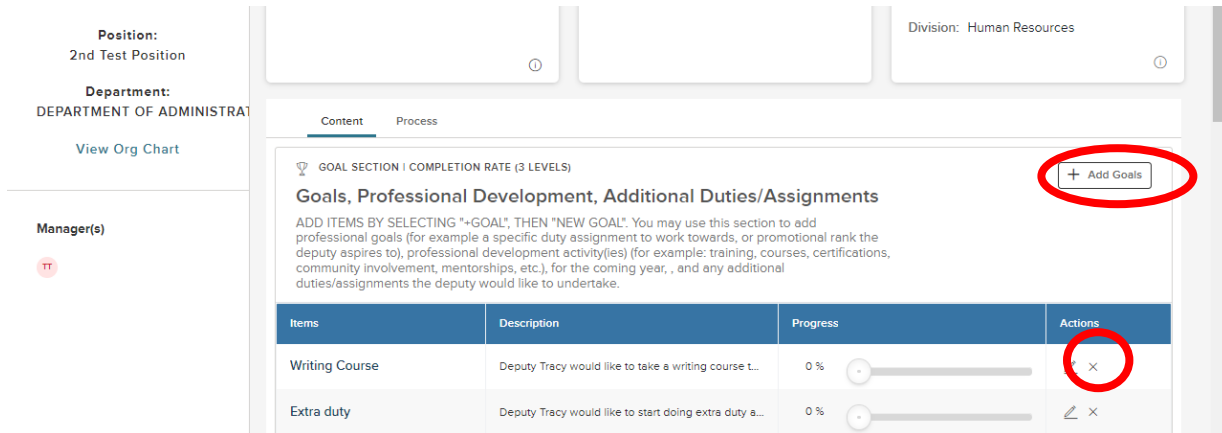 Position:
2nd Test Position
Department:
DEPARTMENT OF ADMINISTRAT
View Org Chart
Manager(s)
TT
Division: Human Resources
Content Process
GOAL SECTION | COMPLETION RATE (3 LEVELS)
+ Add Goals
Goals, Professional Development, Additional Duties/Assignments
ADD ITEMS BY SELECTING "+GOAL", THEN "NEW GOAL". You may use this section to add
professional goals (for example a specific duty assignment to work towards, or promotional rank the
deputy aspires to), professional development activity(ies) (for example: training, courses, certifications,
community involvement, mentorships, etc.), for the coming year, , and any additional
duties/assignments the deputy would like to undertake.
Items Description Progress Actions
Writing Course Deputy Tracy would like to take a writing course t... 0 %
Extra duty Deputy Tracy would like to start doing extra duty a... 0 %